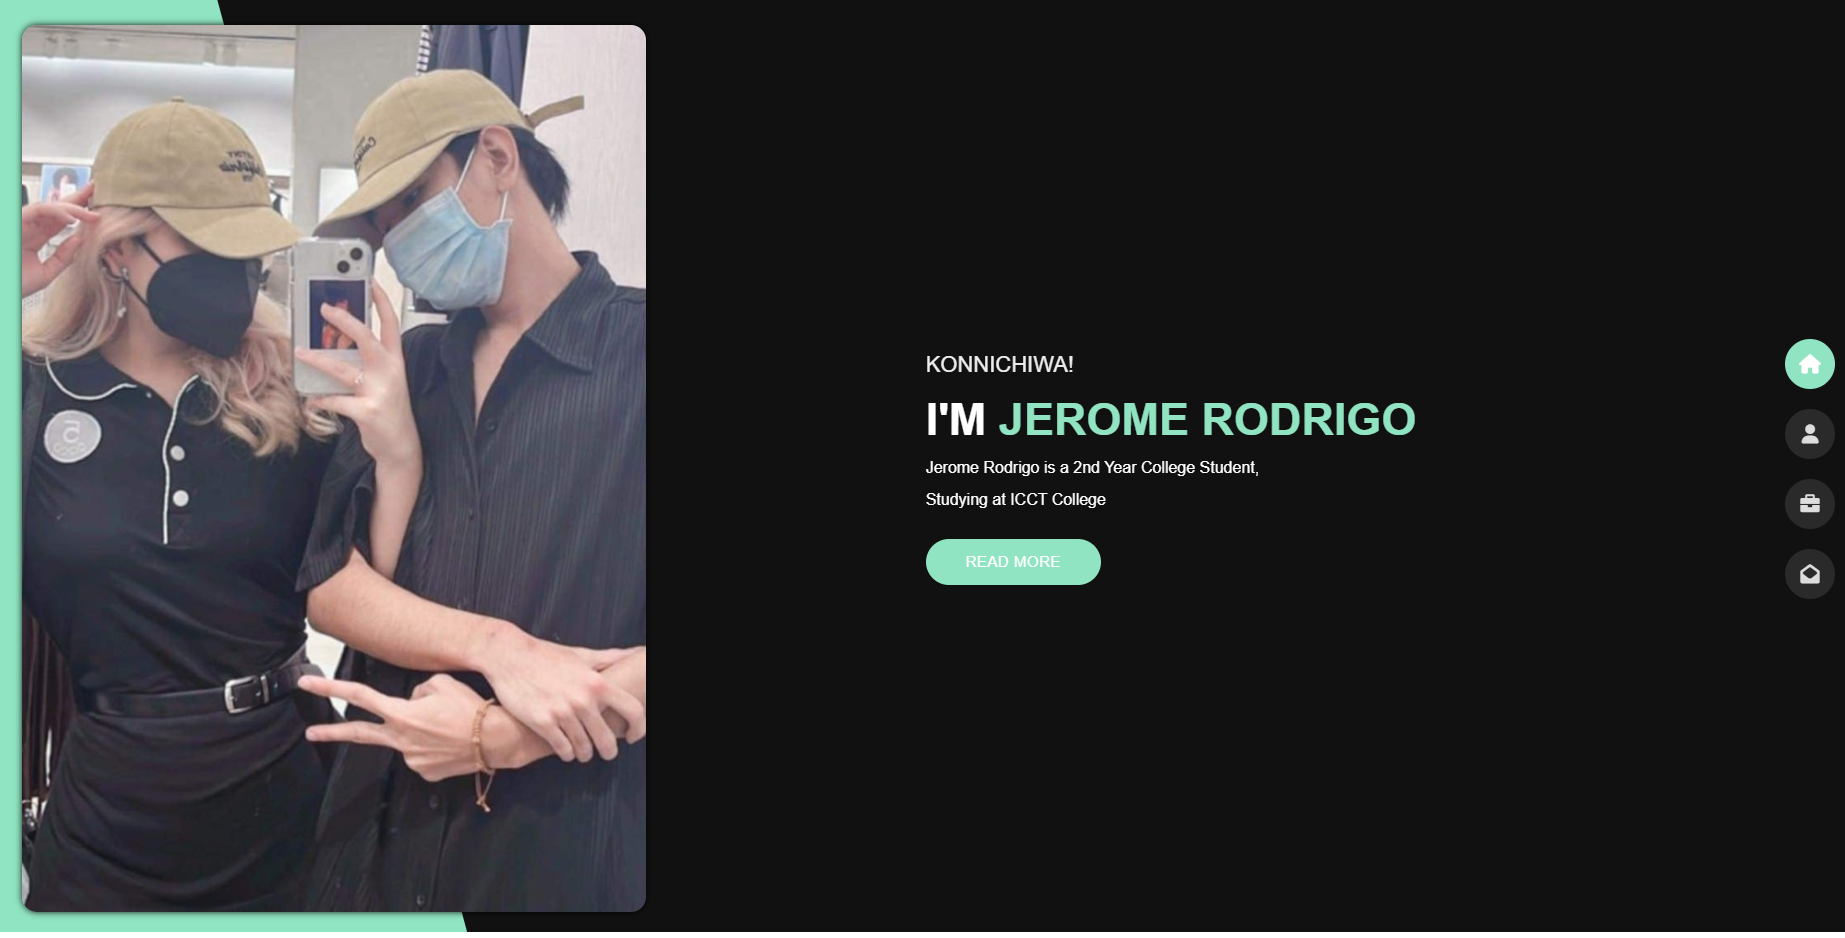 KONNICHIWA!
I'M JEROME RODRIGO
Jerome Rodrigo is a 2nd Year College Student,
Studying at ICCT College
READ MORE